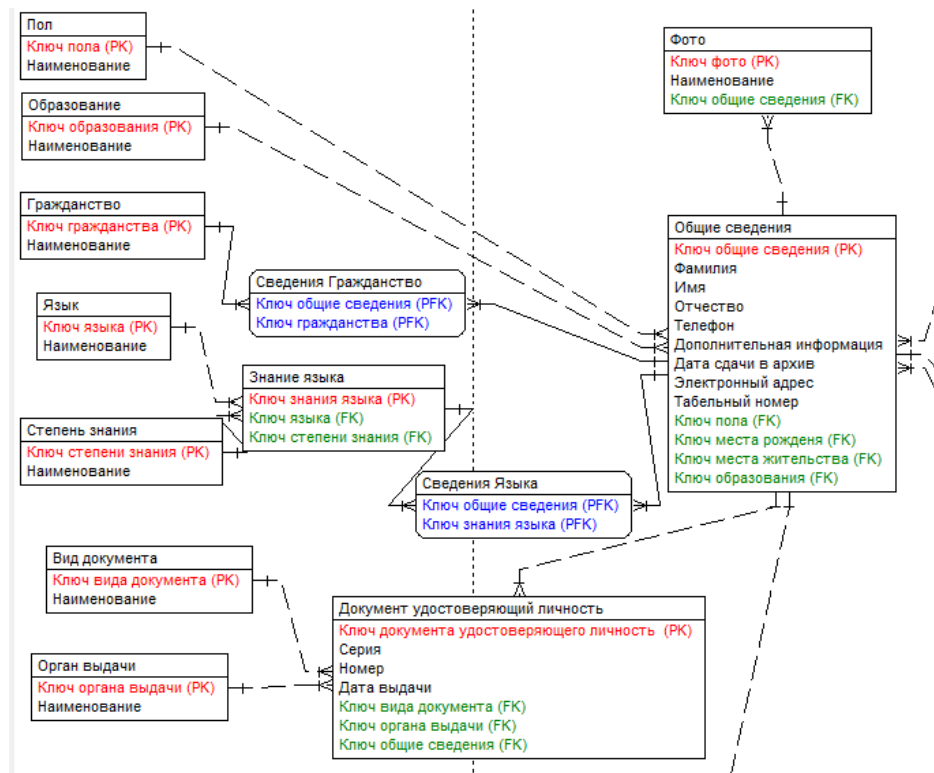 Пол
Ключ пола (PK)
Наименование
Образование
Ключ образования (PK)
Наименование
Гражданство
Ключ гражданства (PK)
Наименование
Сведения Гражданство
Ключ общие сведения (PFK)
Ключ гражданства (PFK)
Язык
Ключ языка (PK)
Наименование
Знание языка
Ключ знания языка (PK)
Ключ языка (FK)
Ключ степени знания (FK)
Степень знания
Ключ степени знания (PK)
Наименование
Сведения Языка
Ключ общие сведения (PFK)
Ключ знания языка (PFK)
Вид документа
Ключ вида документа (PK)
Наименование
Орган выдачи
Ключ органа выдачи (PK)
Наименование
Документ удостоверяющий личность
Ключ документа удостоверяющего личность (PK)
Серия
Номер
Дата выдачи
Ключ вида документа (FK)
Ключ органа выдачи (FK)
Ключ общие сведения (FK)
Фото
Ключ фото (PK)
Наименование
Ключ общие сведения (FK)
Общие сведения
Ключ общие сведения (PK)
Фамилия
Имя
Отчество
Телефон
Дополнительная информация
Дата сдачи в архив
Электронный адрес
Табельный номер
Ключ пола (FK)
Ключ места рожденя (FK)
Ключ места жительства (FK)
Ключ образования (FK)